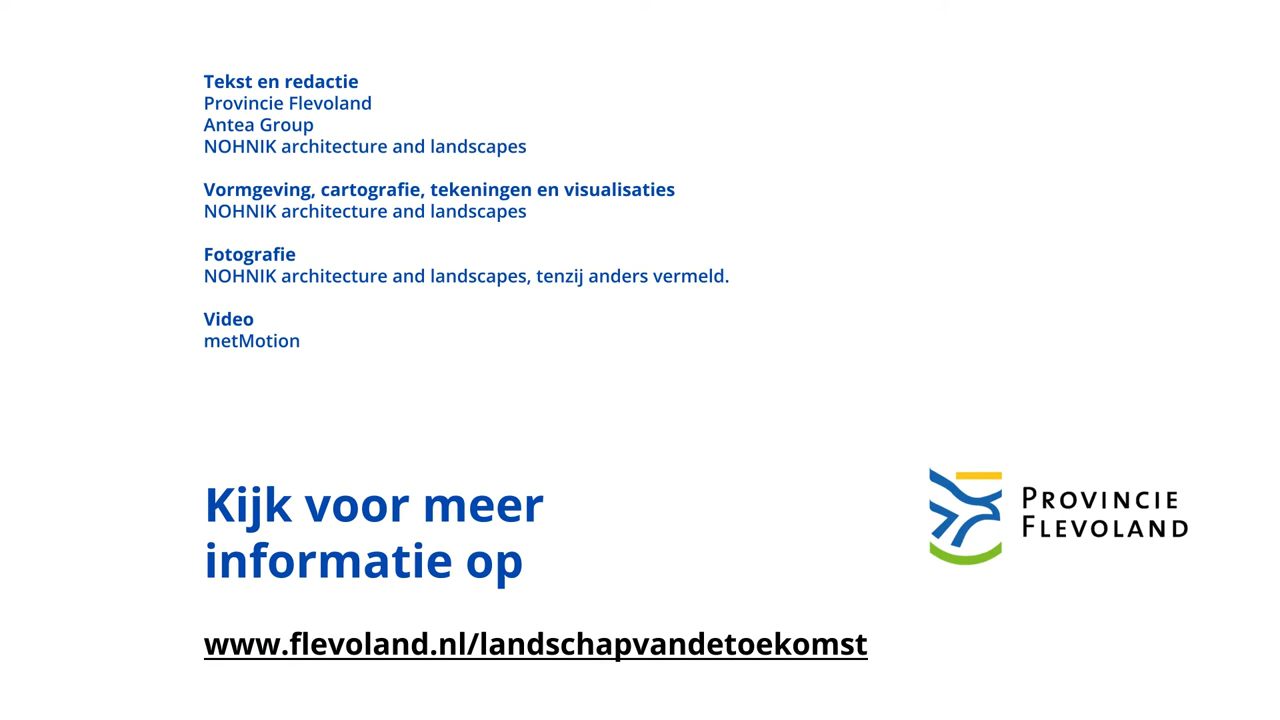 Tekst en redactie
Provincie Flevoland
Antea Group
NOHNIK architecture and landscapes
Vormgeving, cartografie, tekeningen en visualisaties
NOHNIK architecture and landscapes
Fotografie
NOHNIK architecture and landscapes, tenzij anders vermeld.
Video
metMotion
Kijk voor meer
informatie op
www.flevoland.nl/landschapvandetoekomst
PROVINCIE
FLEVOLAND